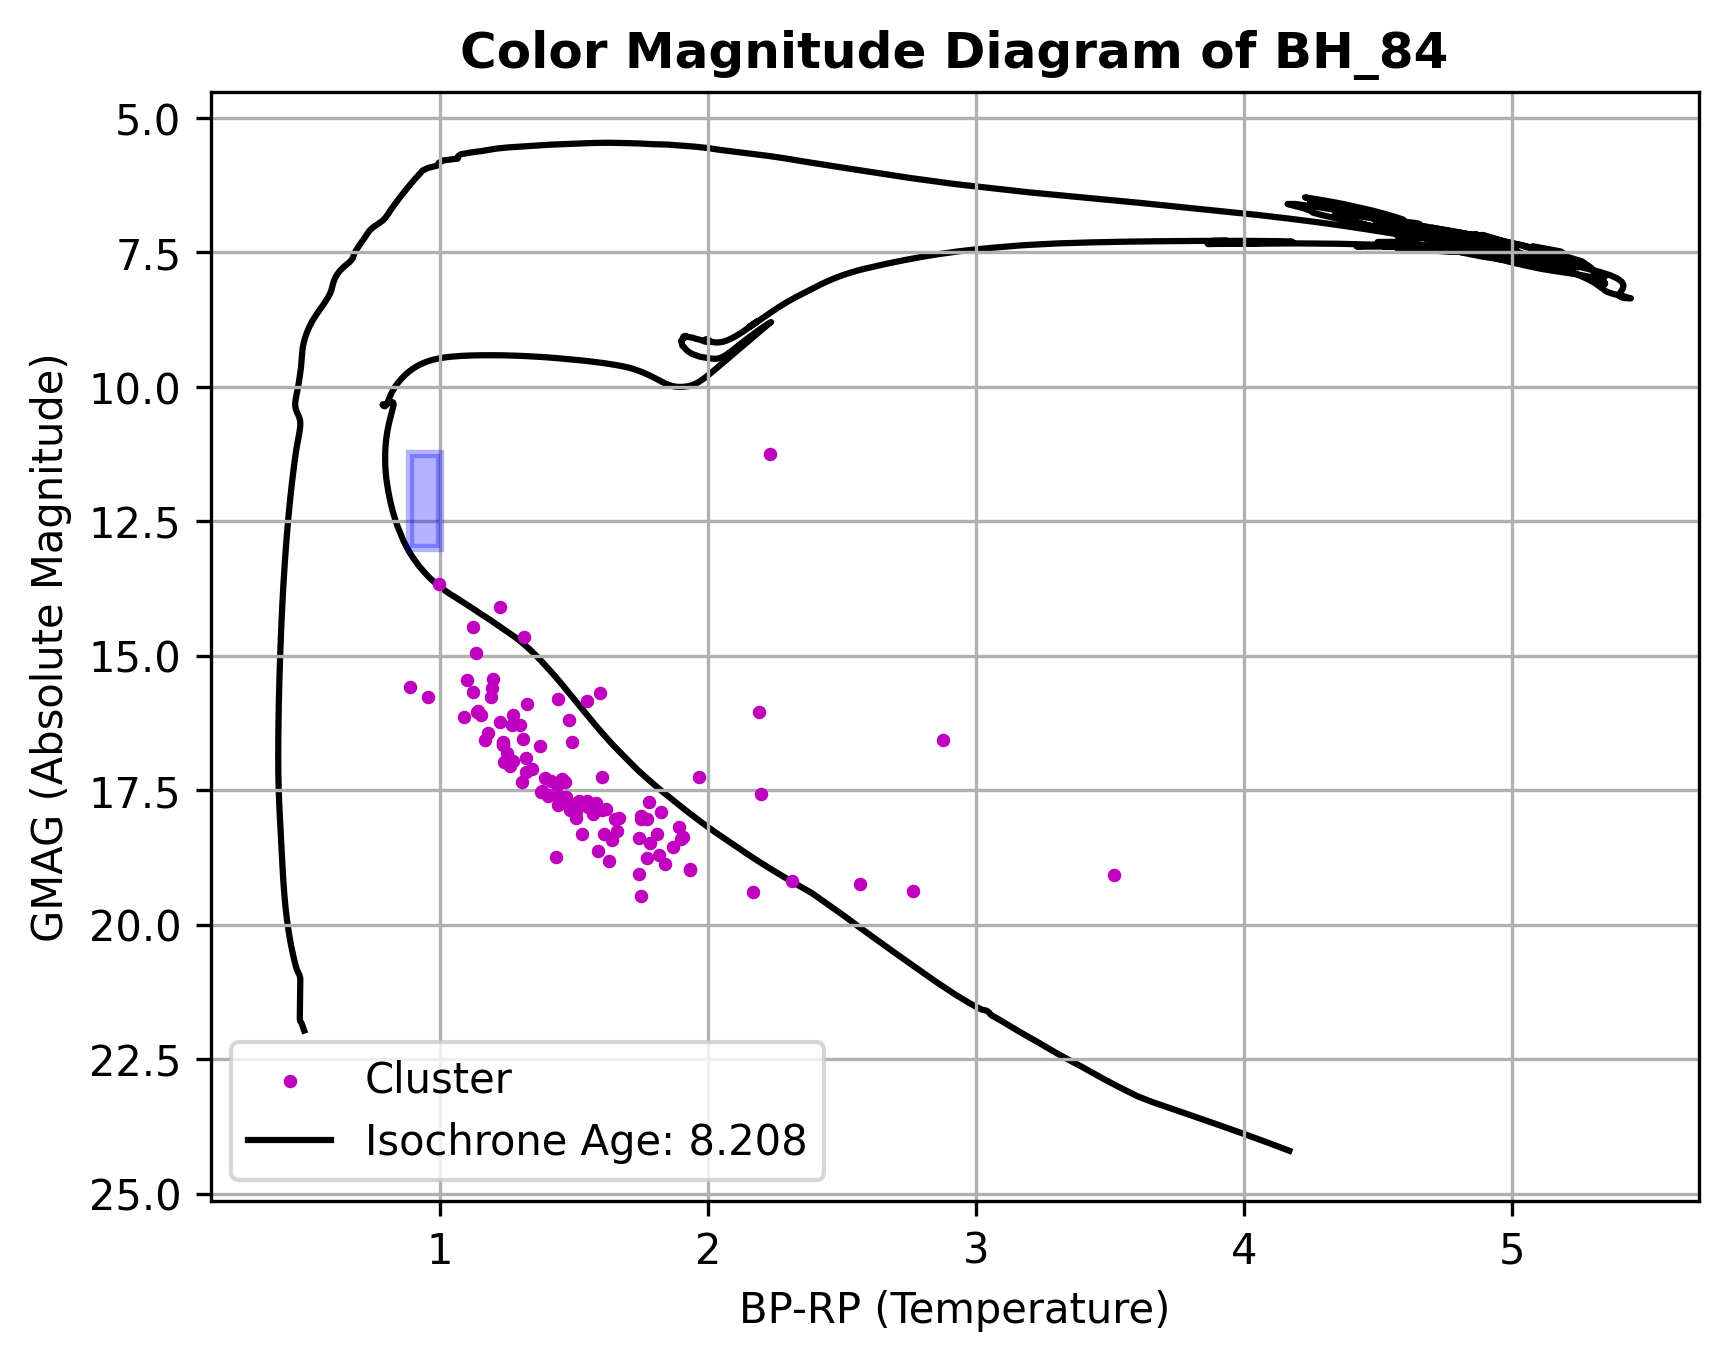 Color Magnitude Diagram of BH_84
GMAG (Absolute Magnitude)
5.0
7.5
10.0
12.5
15.0
17.5
20.0
22.5
25.0
Cluster
Isochrone Age: 8.208
1 2 3 4 5
BP-RP (Temperature)